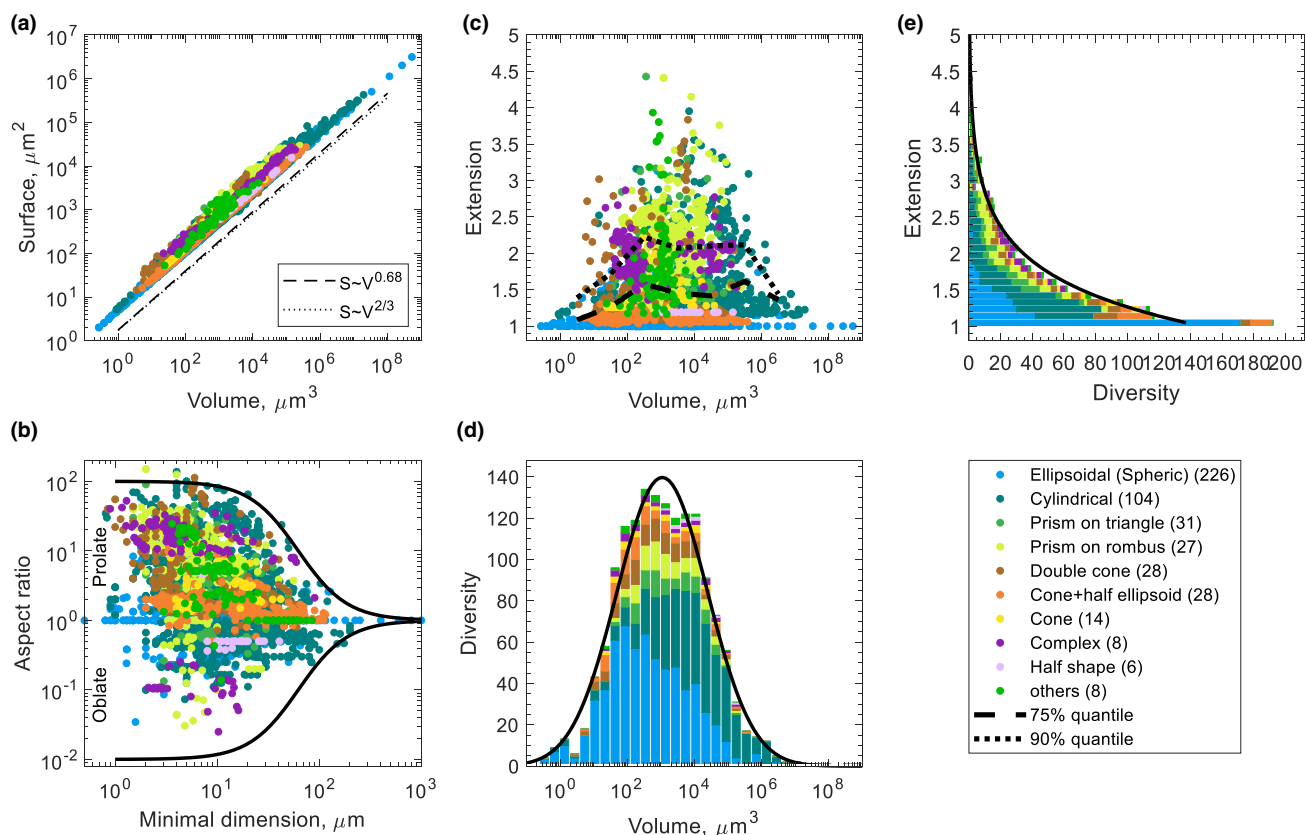 (a)
10^7
10^6
10^5
10^4
10^3
10^2
10^1
10^0
Surface, μm^2
S~V^0.68
S~V^2/3
10^0 10^2 10^4 10^6 10^8
Volume, μm^3
(c)
5
4.5
4
3.5
3
2.5
2
1.5
1
Extension
10^0 10^2 10^4 10^6 10^8
Volume, μm^3
(e)
5
4.5
4
3.5
3
2.5
2
1.5
1
Extension
0 20 40 60 80 100 120 140 160 180 200
Diversity
(b)
10^2
10^1
10^0
10^-1
10^-2
Aspect ratio
Prolate
Oblate
10^0 10^1 10^2 10^3
Minimal dimension, μm
(d)
140
120
100
80
60
40
20
0
Diversity
10^0 10^2 10^4 10^6 10^8
Volume, μm^3
Ellipsoidal (Spheric) (226)
Cylindrical (104)
Prism on triangle (31)
Prism on rombus (27)
Double cone (28)
Cone+half ellipsoid (28)
Cone (14)
Complex (8)
Half shape (6)
others (8)
75% quantile
90% quantile